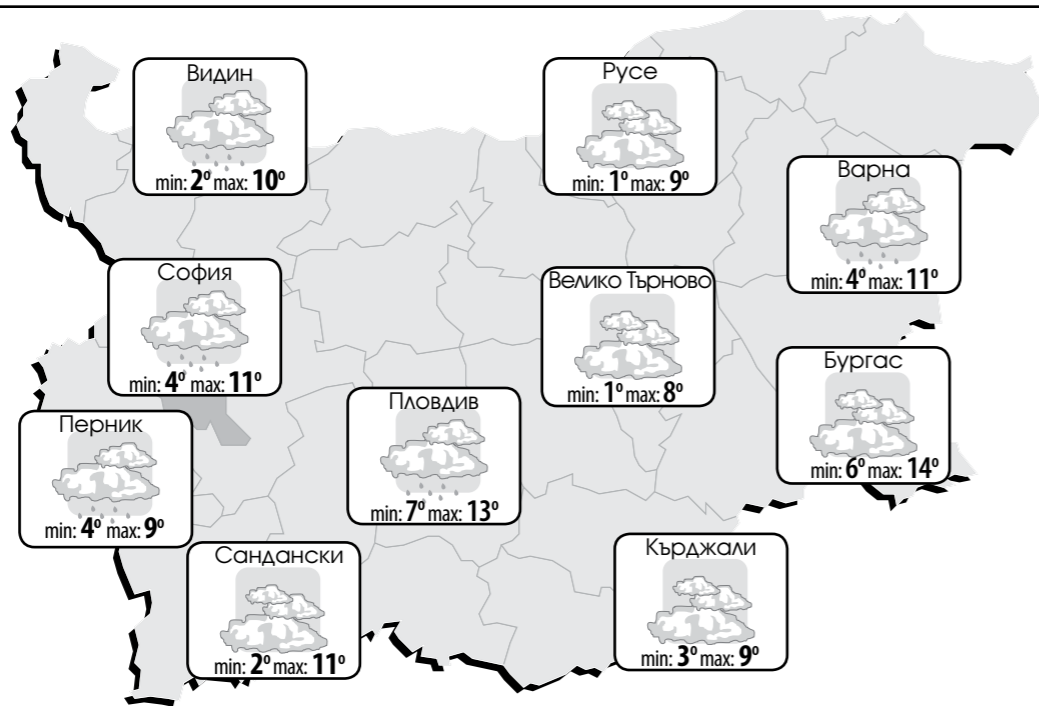 Видин
min: 2° max: 10°
Русе
min: 1° max: 9°
Варна
min: 4° max: 11°
София
min: 4° max: 11°
Велико Търново
min: 1° max: 8°
Бургас
min: 6° max: 14°
Пловдив
min: 7° max: 13°
Перник
min: 4° max: 9°
Сандански
min: 2° max: 11°
Кърджали
min: 3° max: 9°